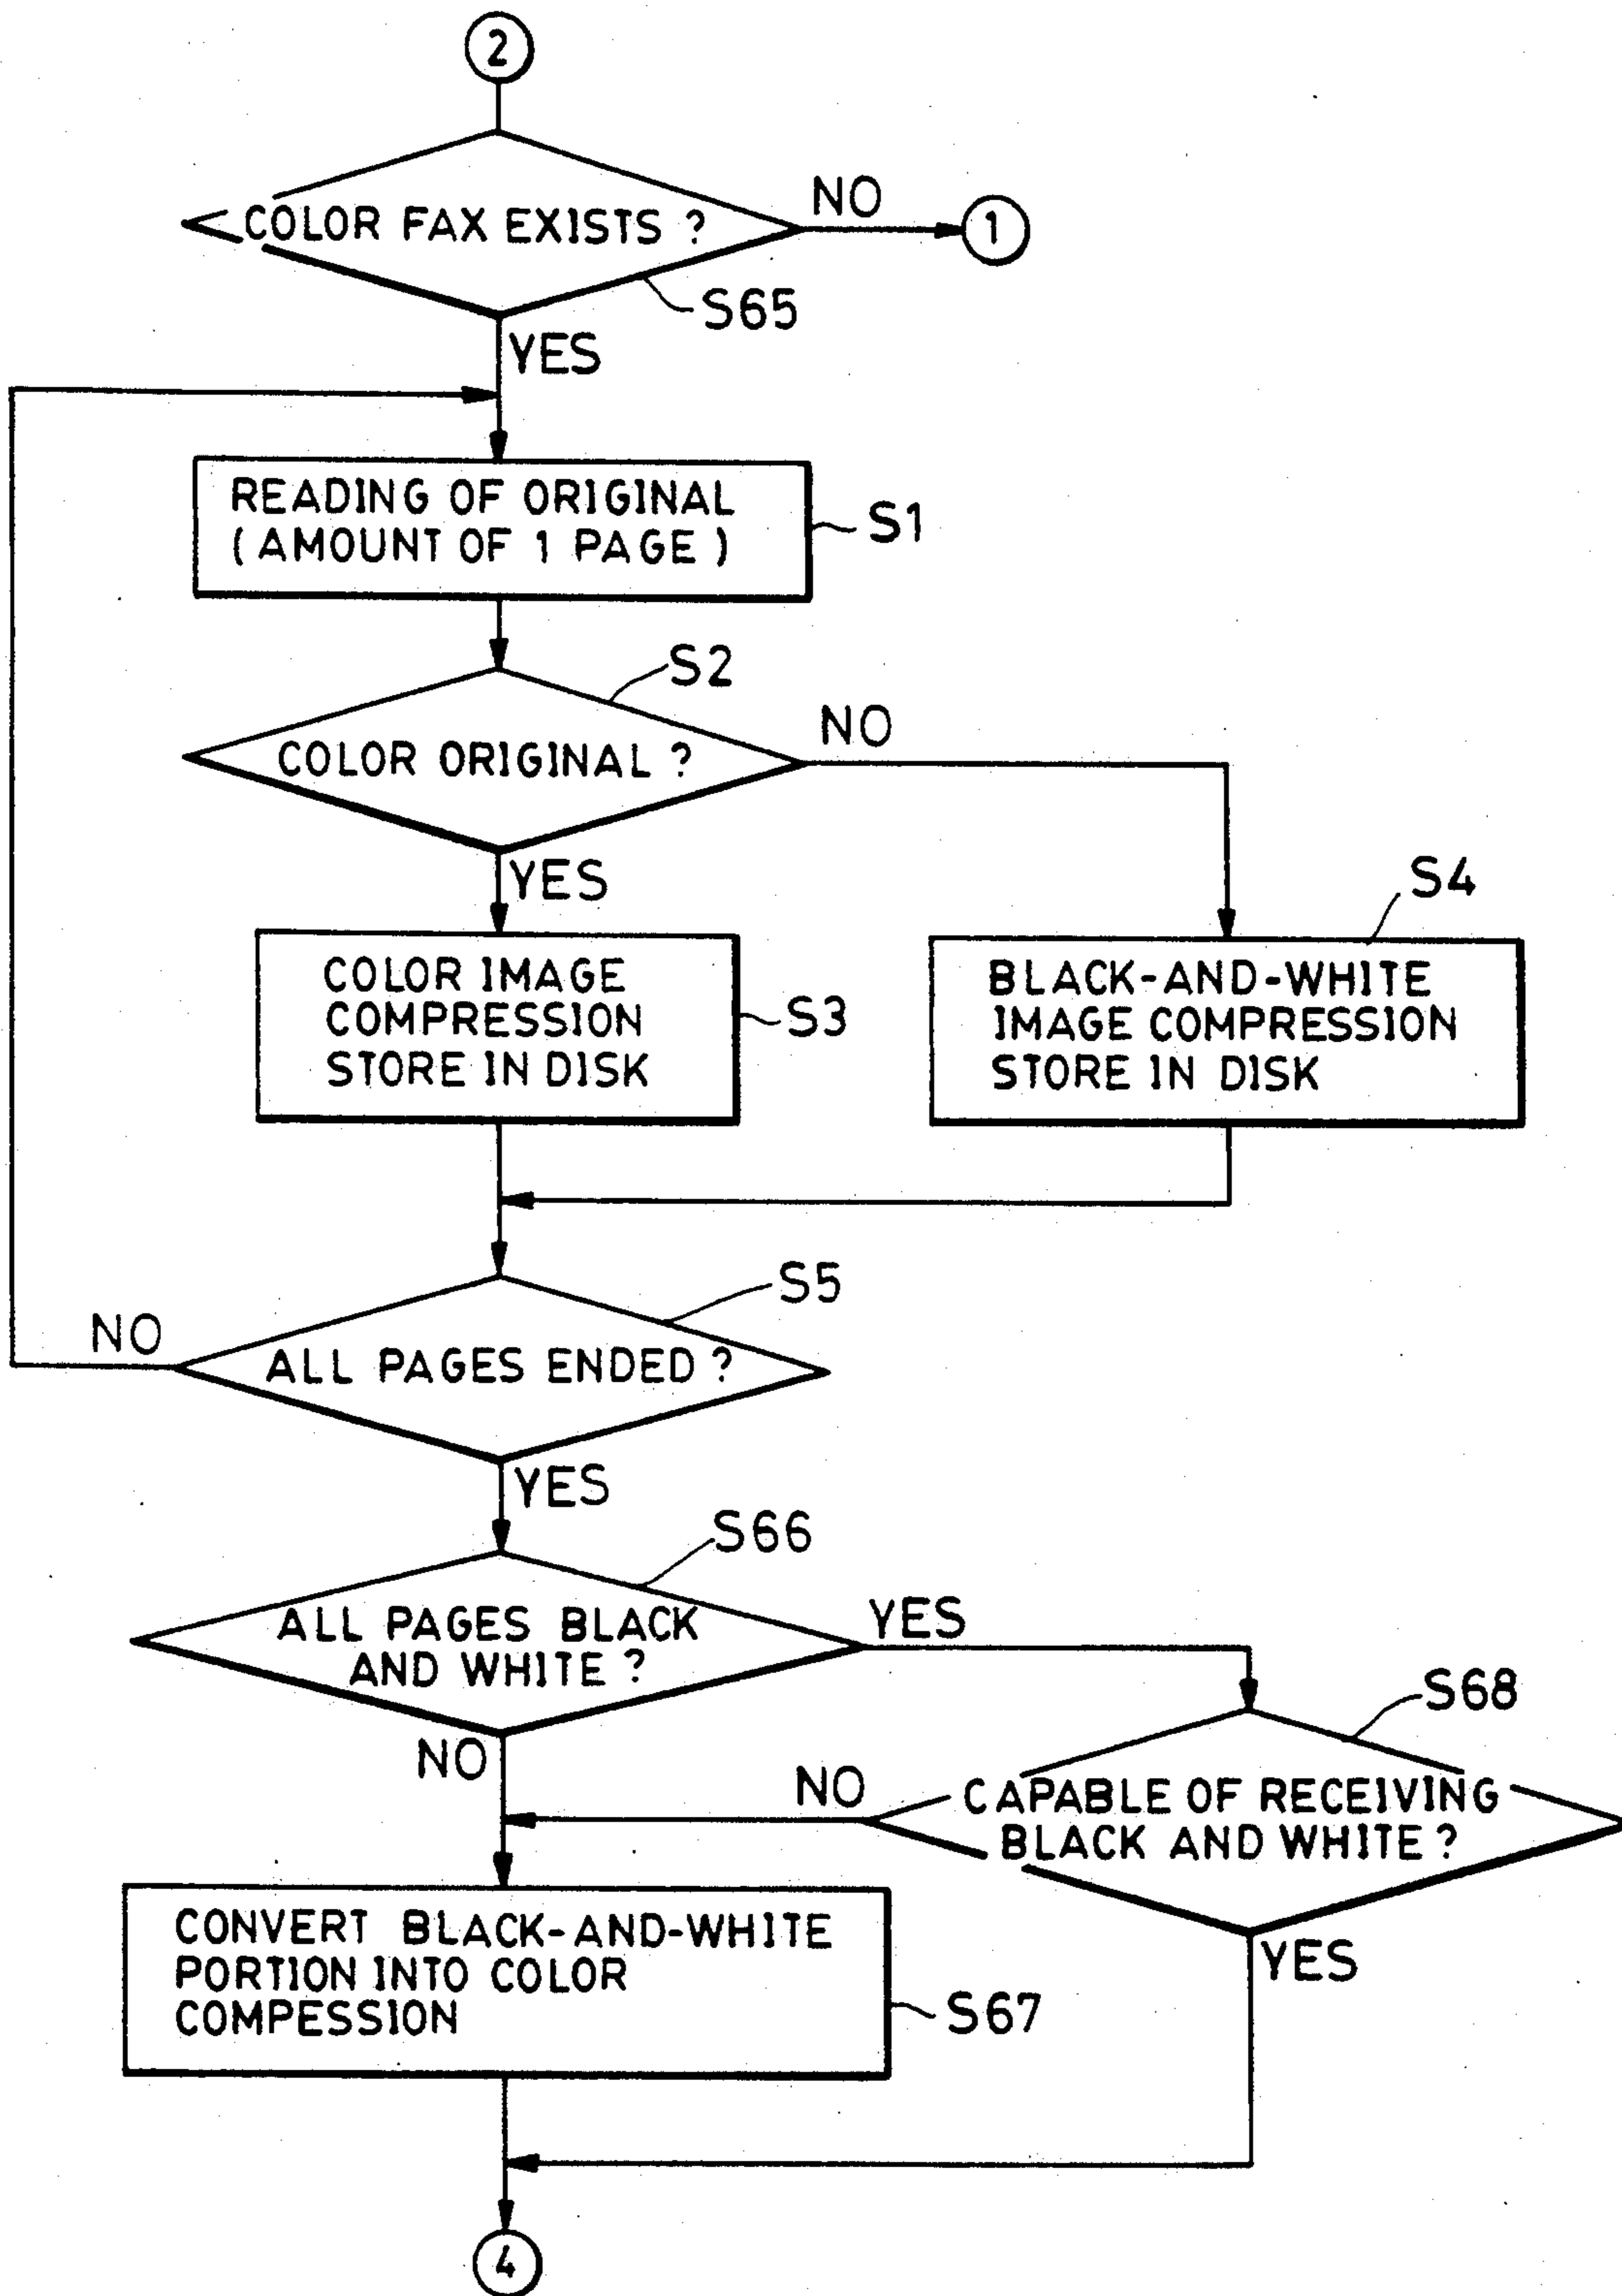 2
COLOR FAX EXISTS ?
NO
1
S65
YES
READING OF ORIGINAL
( AMOUNT OF 1 PAGE )
S1
S2
COLOR ORIGINAL ?
NO
YES
S4
COLOR IMAGE
COMPRESSION
STORE IN DISK
S3
BLACK-AND-WHITE
IMAGE COMPRESSION
STORE IN DISK
S5
NO
ALL PAGES ENDED ?
YES
S66
ALL PAGES BLACK
AND WHITE ?
YES
S68
NO
NO
CAPABLE OF RECEIVING
BLACK AND WHITE ?
CONVERT BLACK-AND-WHITE
PORTION INTO COLOR
COMPESSION
S67
YES
4